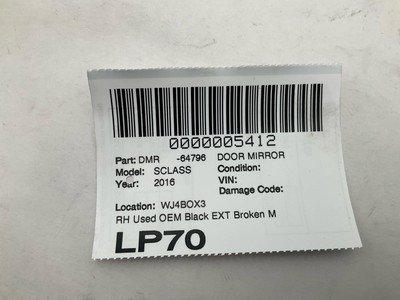 0000005412
Part: DMR -64796 DOOR MIRROR
Model: SCLASS Condition:
Year: 2016 VIN:
Damage Code:
Location: WJ4BOX3
RH Used OEM Black EXT Broken M
LP70